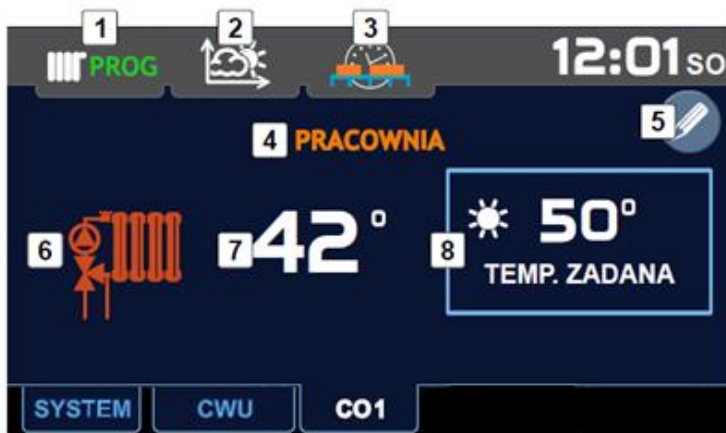 1 2 3
PROG 12:01 SO
4 PRACOWNIA 5
6 7 42° 8 50°
TEMP. ZADANA
SYSTEM CWU CO1